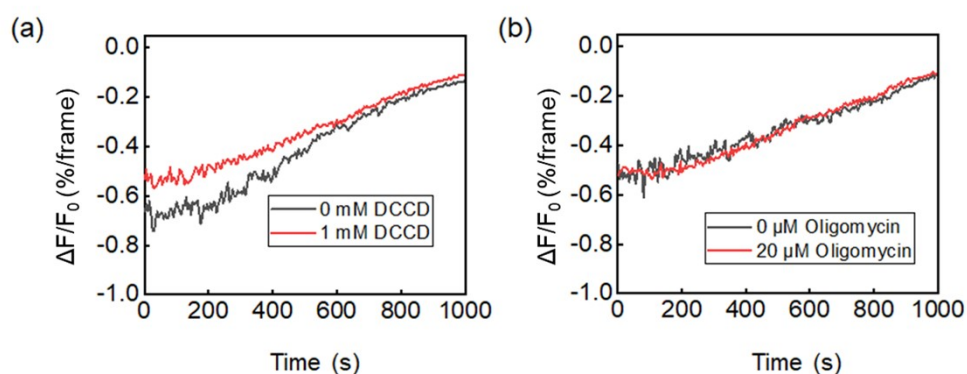 (a)
ΔF/F0 (%/frame)
0.0
-0.2
-0.4
-0.6
-0.8
-1.0
0 mM DCCD
1 mM DCCD
0 200 400 600 800 1000
Time (s)
(b)
ΔF/F0 (%/frame)
0.0
-0.2
-0.4
-0.6
-0.8
-1.0
0 µM Oligomycin
20 µM Oligomycin
0 200 400 600 800 1000
Time (s)